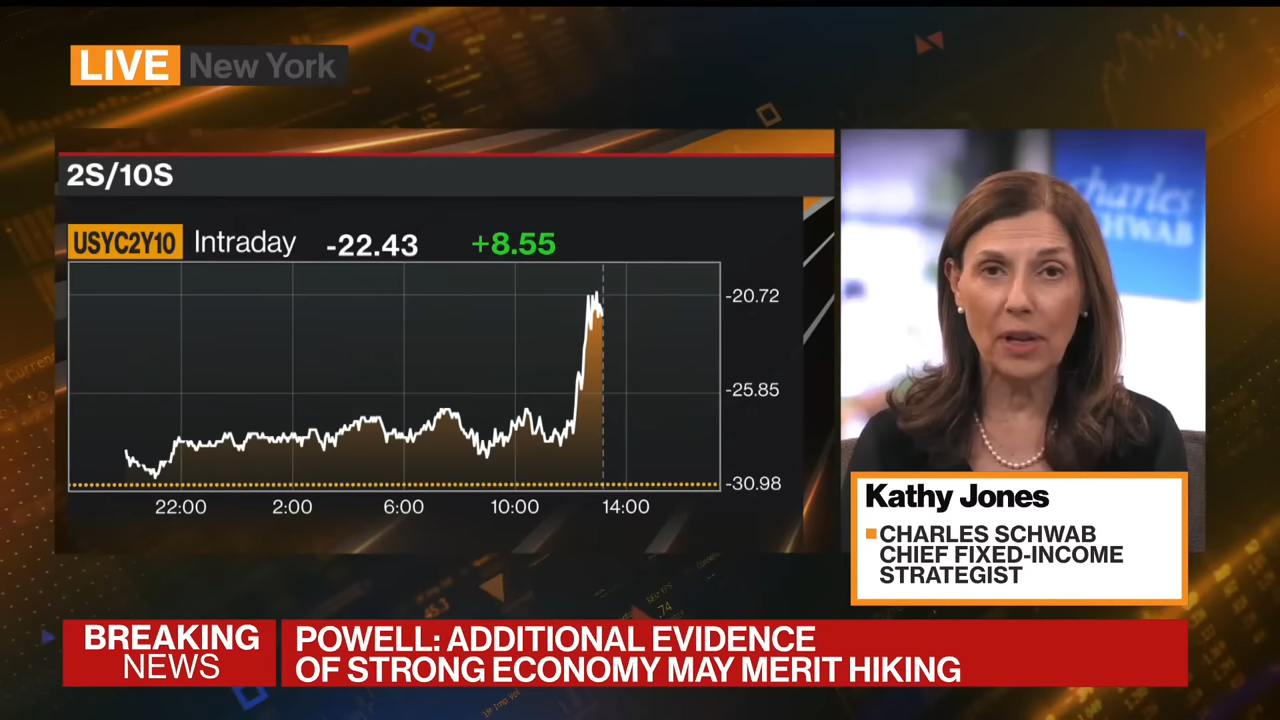 LIVE New York
2S/10S
USYC2Y10 Intraday -22.43 +8.55
-20.72
-25.85
-30.98
22:00 2:00 6:00 10:00 14:00
charles
SCHWAB
Kathy Jones
CHARLES SCHWAB
CHIEF FIXED-INCOME
STRATEGIST
BREAKING
NEWS
POWELL: ADDITIONAL EVIDENCE
OF STRONG ECONOMY MAY MERIT HIKING